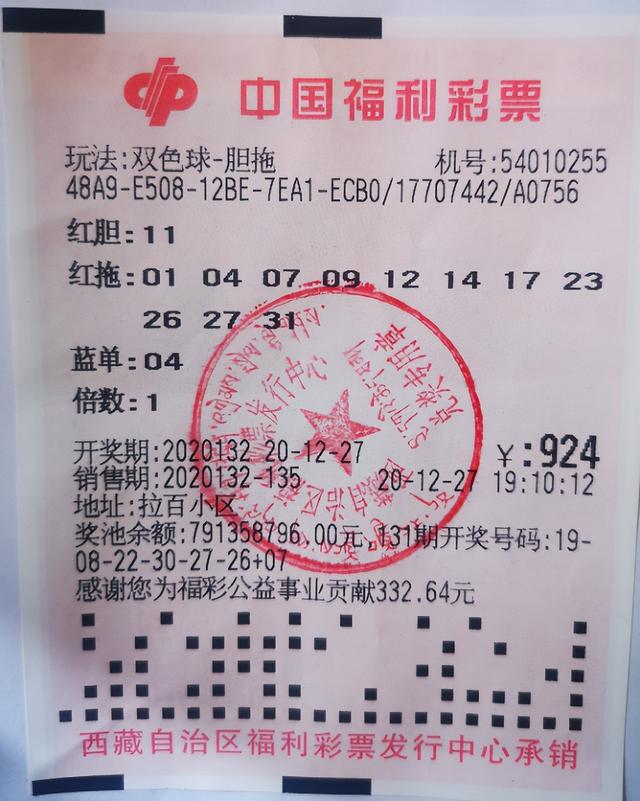 中国福利彩票
玩法:双色球-胆拖 机号:54010255
48A9-E508-12BE-7EA1-ECB0/17707442/A0756
红胆:11
红拖:01 04 07 09 12 14 17 23
26 27 31
蓝单:04
倍数:1
开奖期:2020132 20-12-27 ¥:924
销售期:2020132-135 20-12-27 19:10:12
地址:拉百小区
奖池余额:791358796.00元,131期开奖号码:19-
08-22-30-27-26+07
感谢您为福彩公益事业贡献332.64元
西藏自治区福利彩票发行中心承销